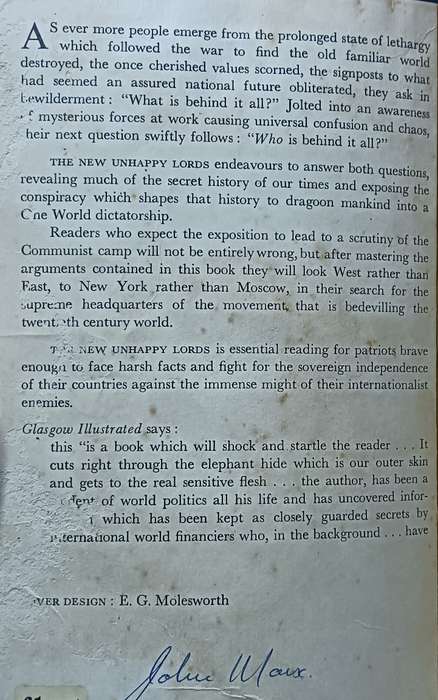 AS ever more people emerge from the prolonged state of lethargy
which followed the war to find the old familiar world
destroyed, the once cherished values scorned, the signposts to what
had seemed an assured national future obliterated, they ask in
bewilderment: "What is behind it all?" Jolted into an awareness
of mysterious forces at work causing universal confusion and chaos,
heir next question swiftly follows: "Who is behind it all?"
THE NEW UNHAPPY LORDS endeavours to answer both questions,
revealing much of the secret history of our times and exposing the
conspiracy which shapes that history to dragoon mankind into a
One World dictatorship.
Readers who expect the exposition to lead to a scrutiny of the
Communist camp will not be entirely wrong, but after mastering the
arguments contained in this book they will look West rather than
East, to New York rather than Moscow, in their search for the
supreme headquarters of the movement that is bedevilling the
twentieth century world.
THE NEW UNHAPPY LORDS is essential reading for patriots brave
enough to face harsh facts and fight for the sovereign independence
of their countries against the immense might of their internationalist
enemies.
Glasgow Illustrated says:
this "is a book which will shock and startle the reader . . . It
cuts right through the elephant hide which is our outer skin
and gets to the real sensitive flesh . . . the author, has been a
dent of world politics all his life and has uncovered infor-
which has been kept as closely guarded secrets by
international world financiers who, in the background . . . have
VER DESIGN: E. G. Molesworth
John